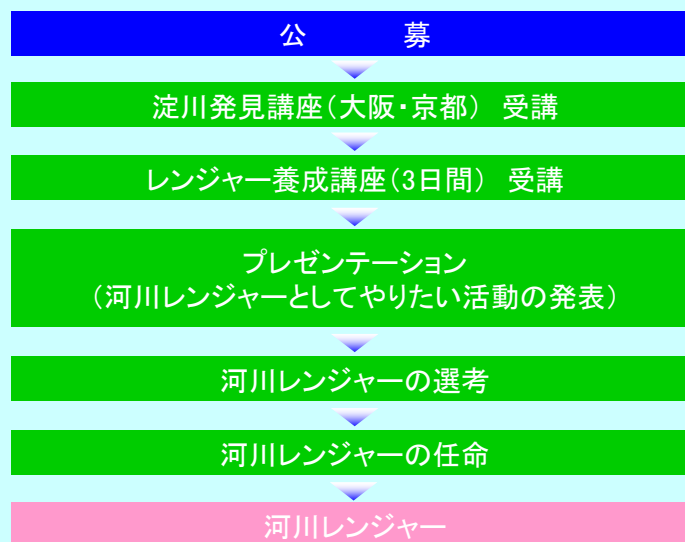 公　　　募
淀川発見講座（大阪・京都）　受講
レンジャー養成講座（3日間）　受講
プレゼンテーション
（河川レンジャーとしてやりたい活動の発表）
河川レンジャーの選考
河川レンジャーの任命
河川レンジャー